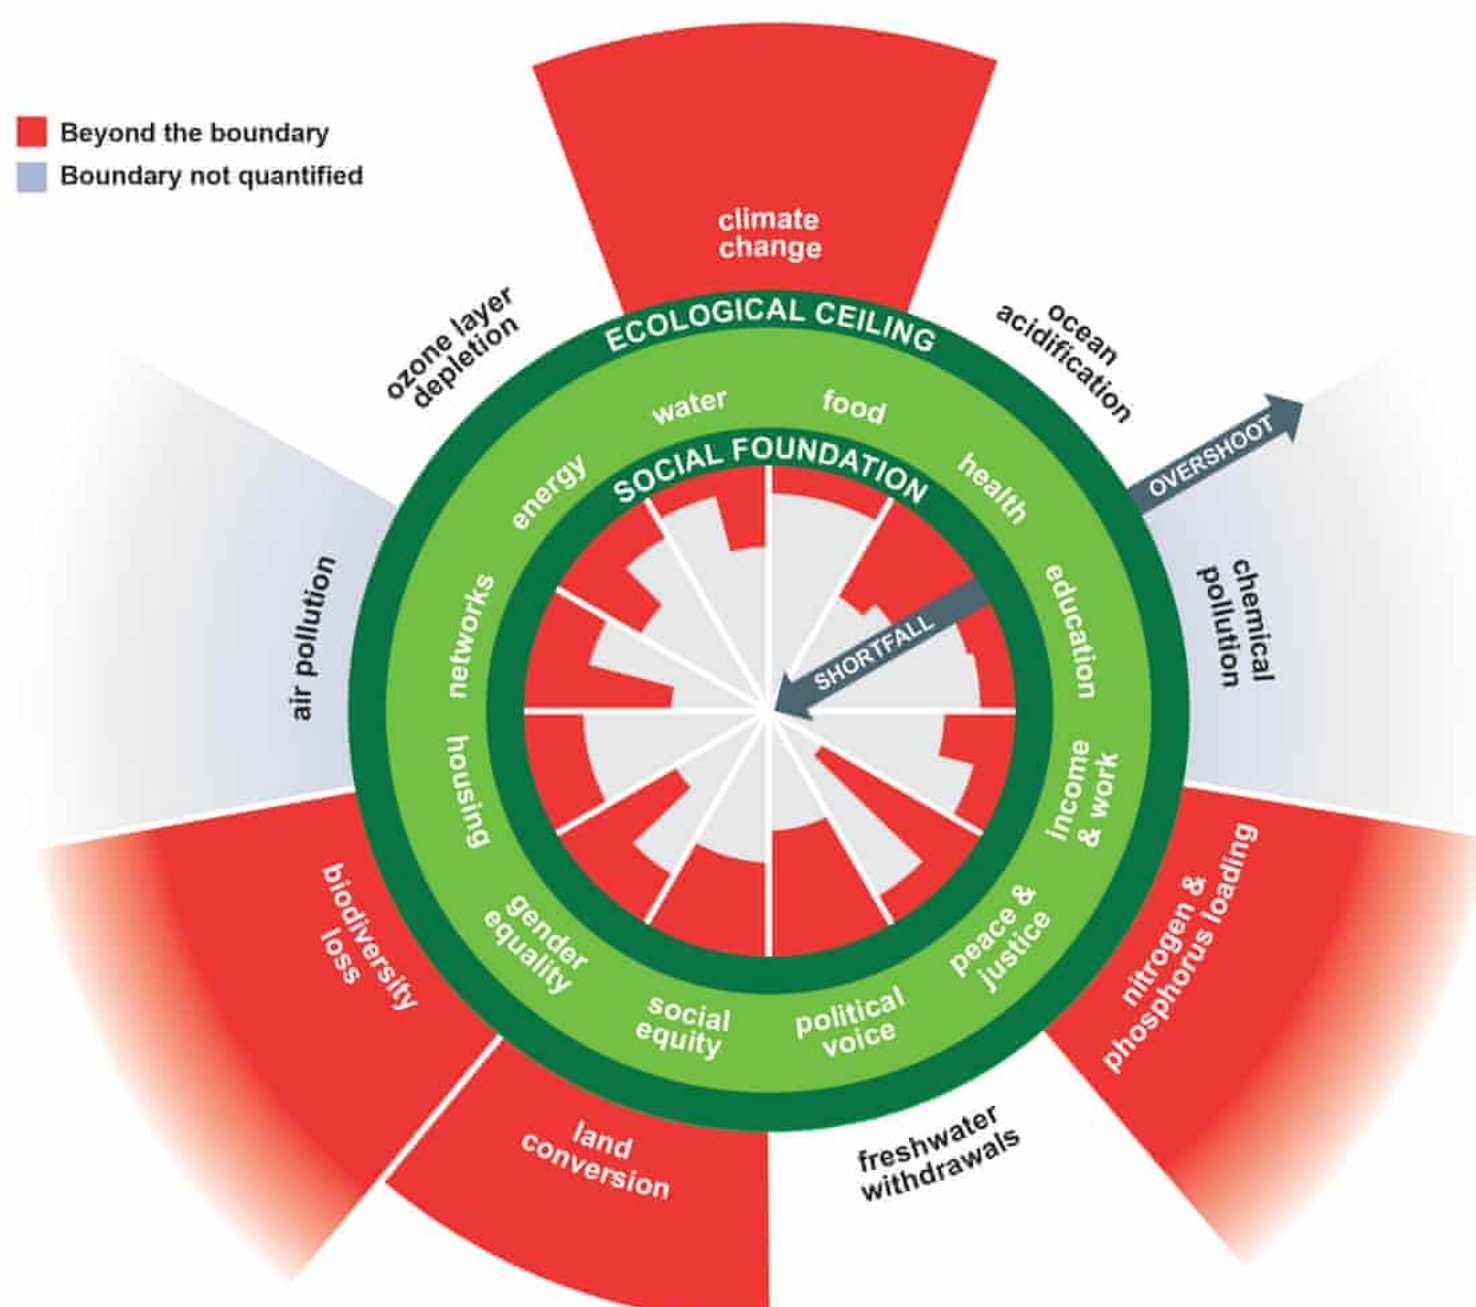 Beyond the boundary
Boundary not quantified
climate
change
ozone layer
depletion
ocean
acidification
ECOLOGICAL CEILING
water
food
SOCIAL FOUNDATION
energy
health
OVERSHOOT
networks
education
SHORTFALL
air pollution
chemical
pollution
housing
income
& work
gender
equality
peace &
justice
social
equity
political
voice
biodiversity
loss
nitrogen &
phosphorus loading
land
conversion
freshwater
withdrawals